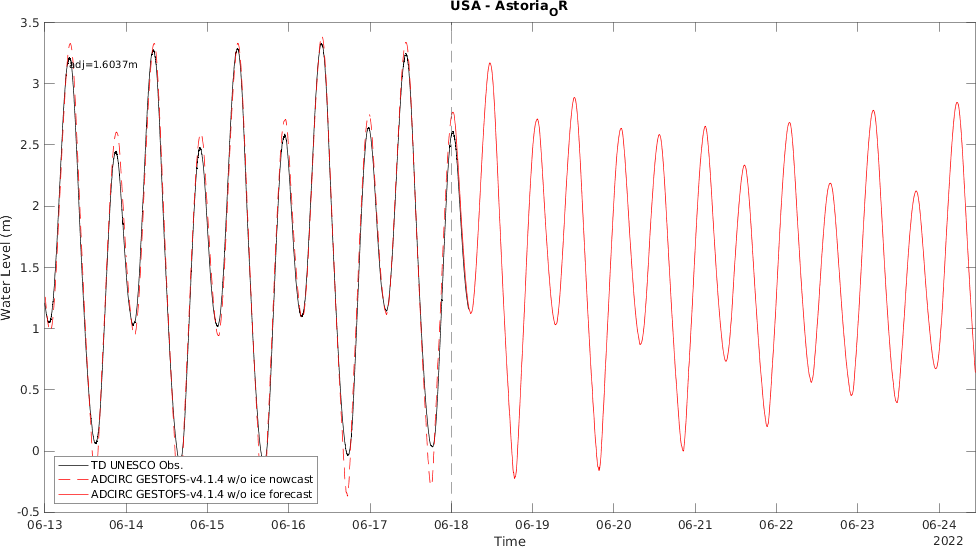 USA - AstoriaOR
3.5
adj=1.6037m
3
2.5
2
1.5
1
0.5
0
-0.5
Water Level (m)
TD UNESCO Obs.
ADCIRC GESTOFS-v4.1.4 w/o ice nowcast
ADCIRC GESTOFS-v4.1.4 w/o ice forecast
06-13 06-14 06-15 06-16 06-17 06-18 06-19 06-20 06-21 06-22 06-23 06-24
Time
2022